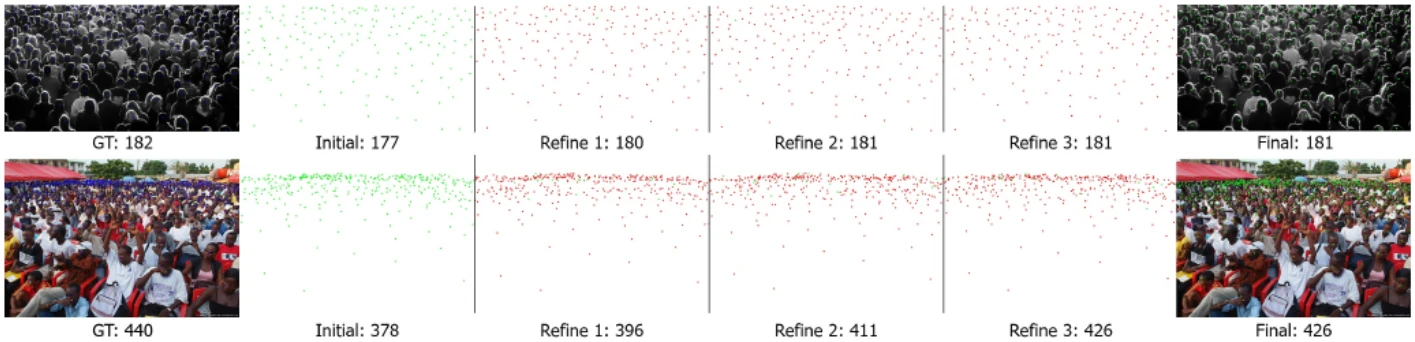 GT: 182 Initial: 177 Refine 1: 180 Refine 2: 181 Refine 3: 181 Final: 181
GT: 440 Initial: 378 Refine 1: 396 Refine 2: 411 Refine 3: 426 Final: 426